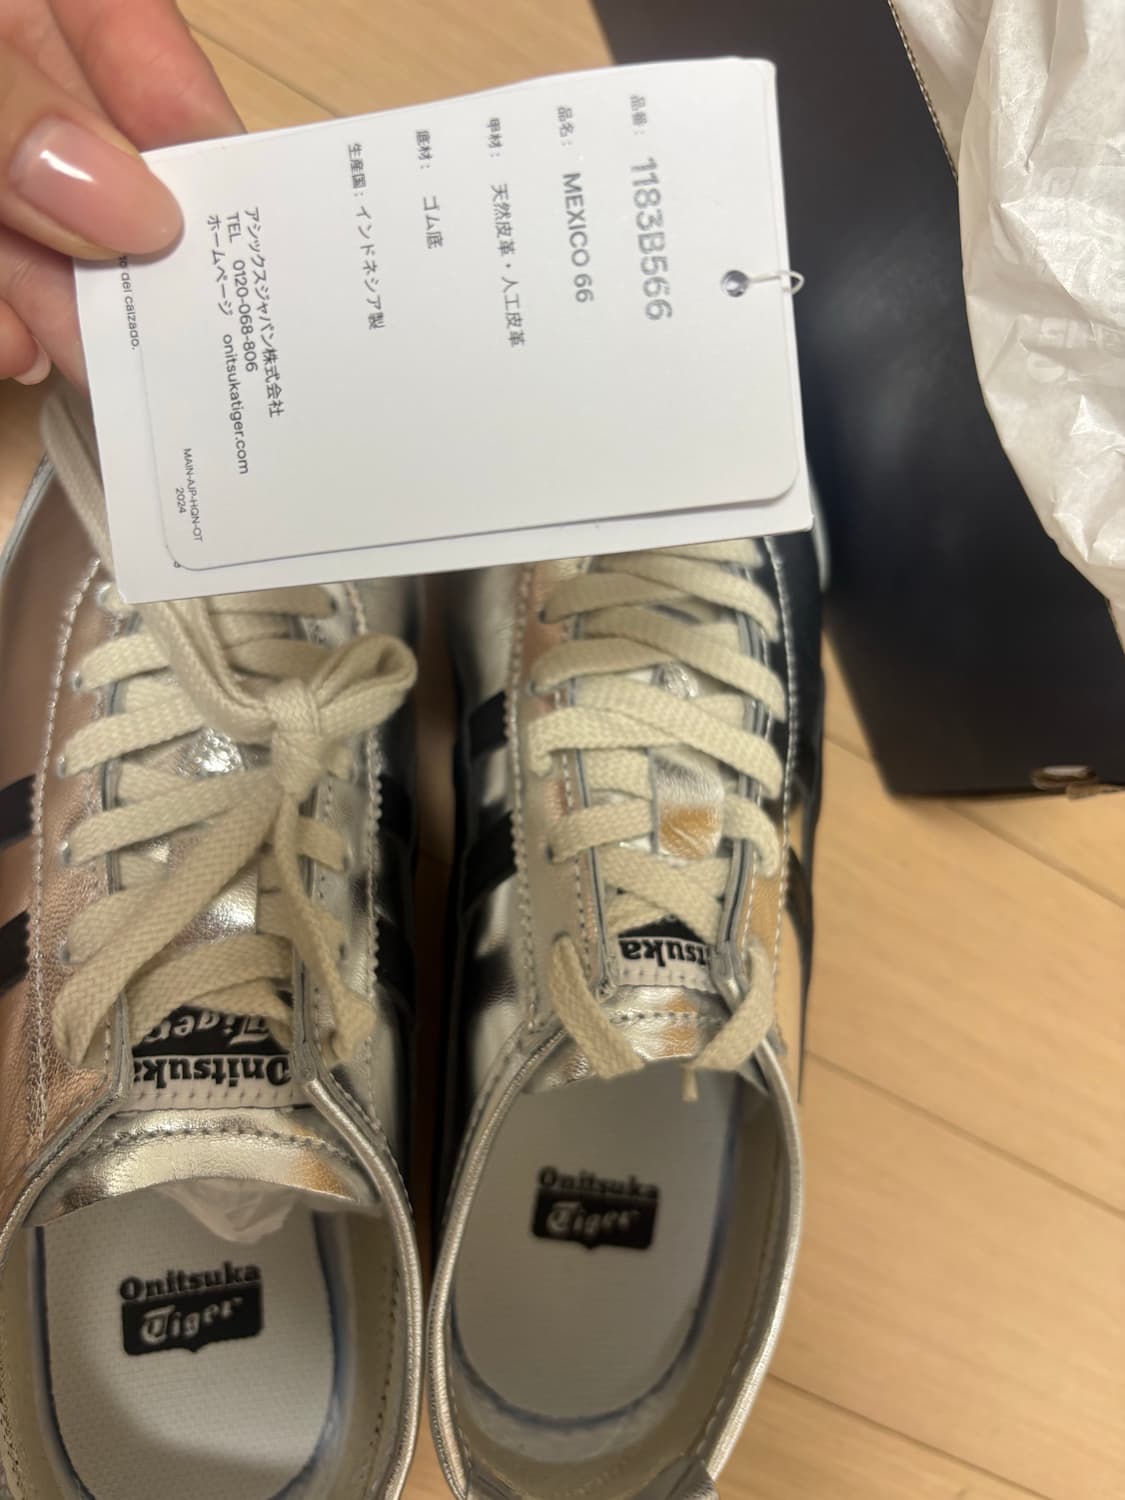 品番： 1183B566
品名： MEXICO 66
甲材： 天然皮革・人工皮革
底材： ゴム底
生産国：インドネシア製
アシックスジャパン株式会社
TEL 0120-068-806
ホームページ onitsukatiger.com
MAIN-AJP-HQN-OT
2024
del calzado.
Onitsuka
Tiger
tsuka
Onitsuka
Tiger
Onitsuka
Tiger